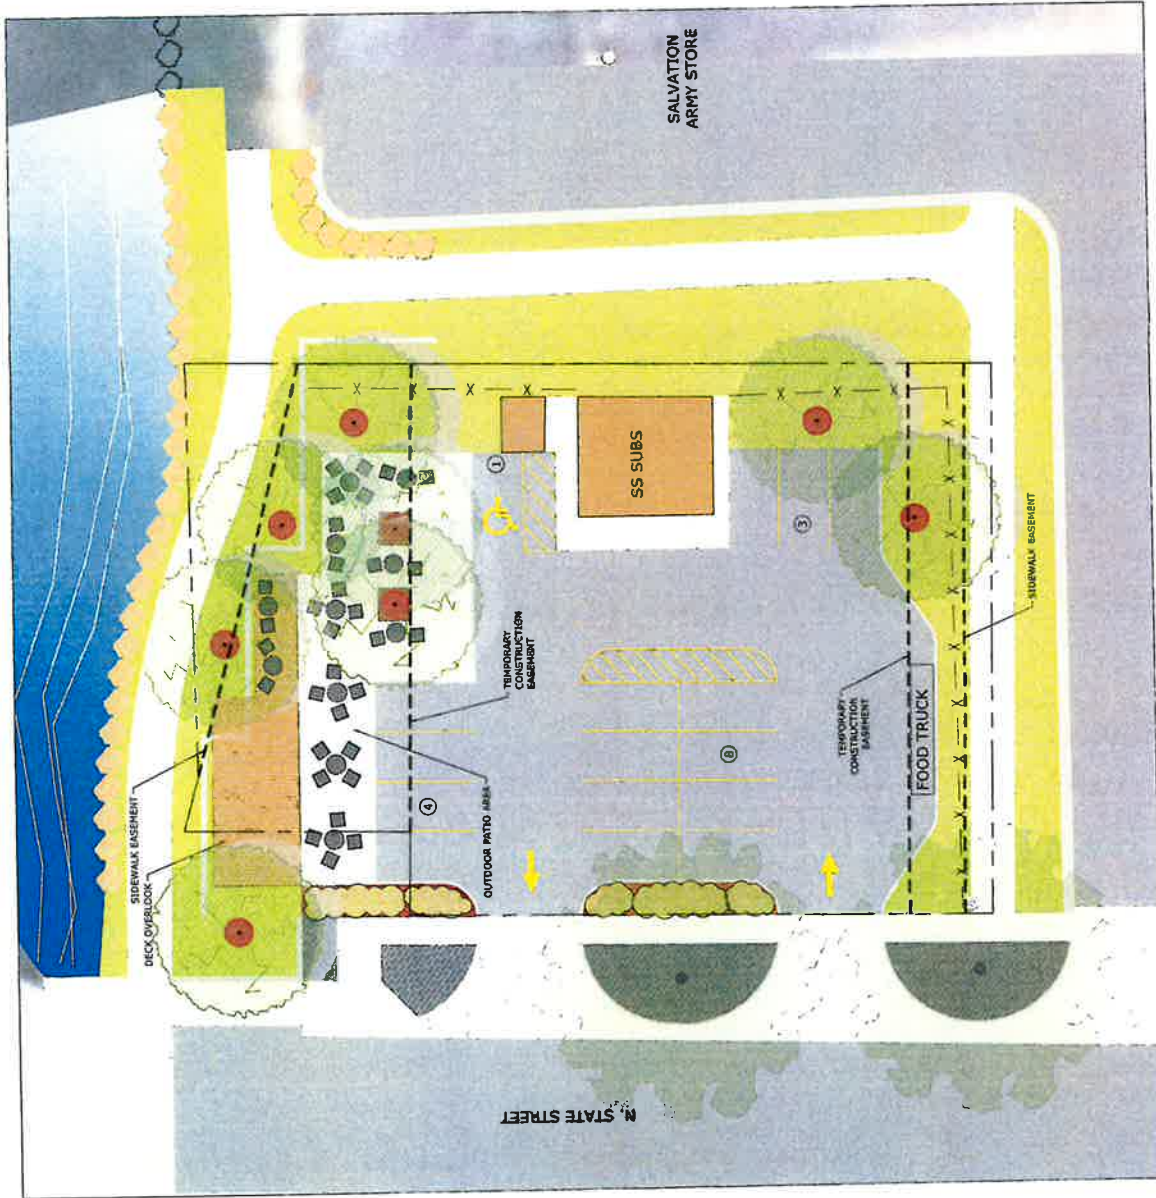 SALVATION
ARMY STORE
SS SUBS
①
③
SIDEWALK EASEMENT
TEMPORARY
CONSTRUCTION
EASEMENT
TEMPORARY
CONSTRUCTION
EASEMENT
FOOD TRUCK
⑧
④
SIDEWALK EASEMENT
DECK OVERLOOK
OUTDOOR PATIO AREA
N. STATE STREET